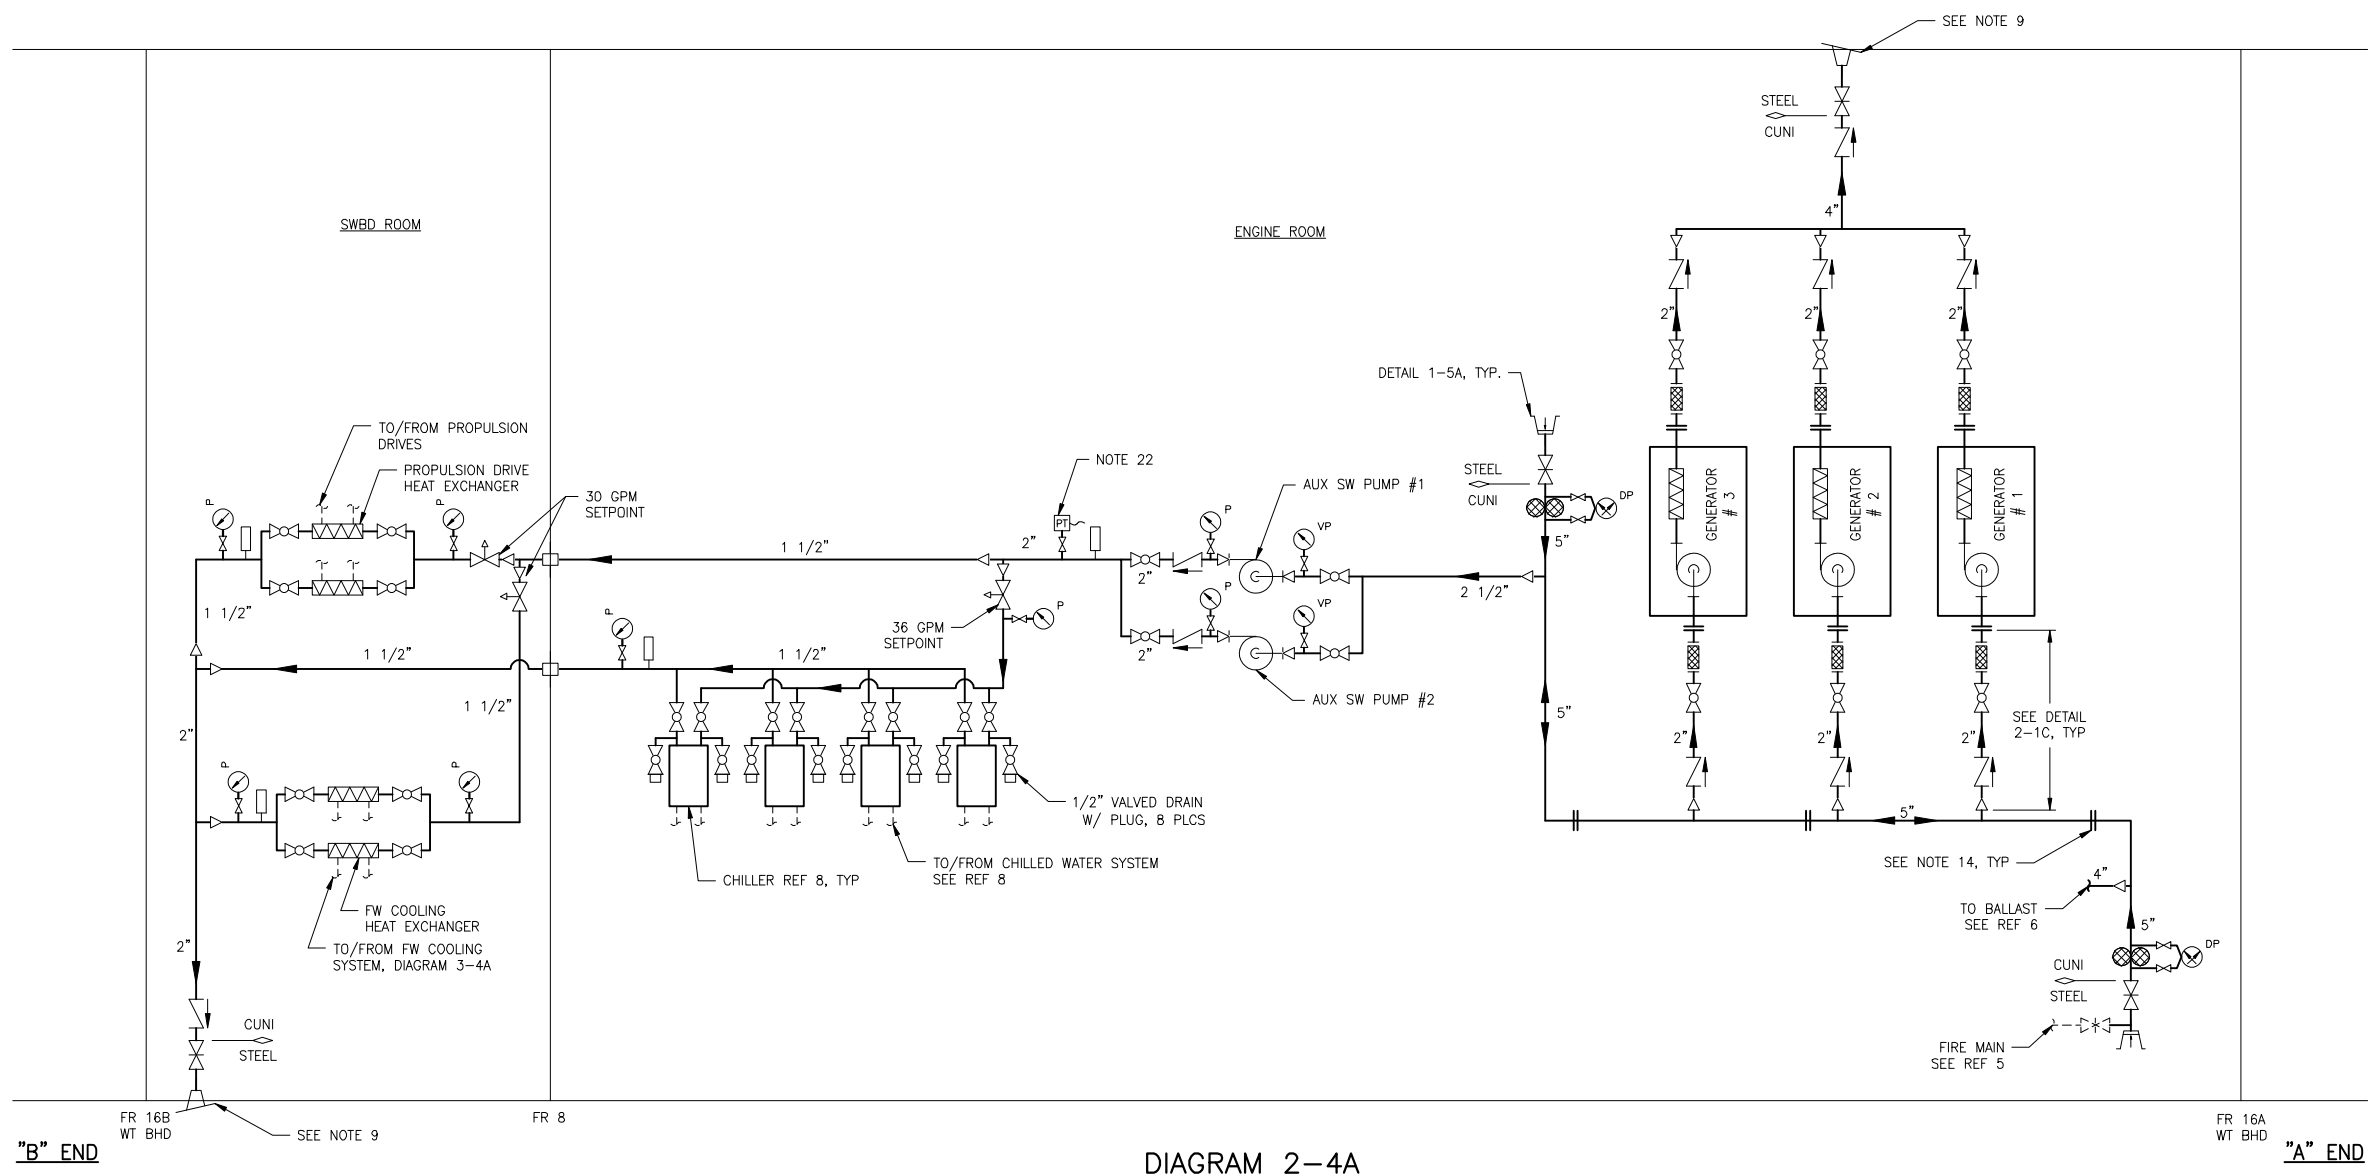 SEE NOTE 9
STEEL
CUNI
4"
SWBD ROOM
ENGINE ROOM
2"
2"
2"
DETAIL 1-5A, TYP.
TO/FROM PROPULSION
DRIVES
PROPULSION DRIVE
HEAT EXCHANGER
30 GPM
SETPOINT
NOTE 22
PT
AUX SW PUMP #1
STEEL
CUNI
DP
GENERATOR
# 3
GENERATOR
# 2
GENERATOR
# 1
P
P
P
VP
1 1/2"
2"
2"
5"
P
VP
2 1/2"
1 1/2"
P
P
36 GPM
SETPOINT
2"
1 1/2"
1 1/2"
1 1/2"
AUX SW PUMP #2
5"
SEE DETAIL
2-1C, TYP
2"
2"
2"
2"
P
P
1/2" VALVED DRAIN
W/ PLUG, 8 PLCS
5"
TO/FROM CHILLED WATER SYSTEM
SEE REF 8
CHILLER REF 8, TYP
SEE NOTE 14, TYP
4"
TO BALLAST
SEE REF 6
FW COOLING
HEAT EXCHANGER
TO/FROM FW COOLING
SYSTEM, DIAGRAM 3-4A
2"
5"
DP
CUNI
STEEL
CUNI
STEEL
FIRE MAIN
SEE REF 5
FR 16B
WT BHD
FR 8
SEE NOTE 9
FR 16A
WT BHD
"B" END
DIAGRAM 2-4A
"A" END